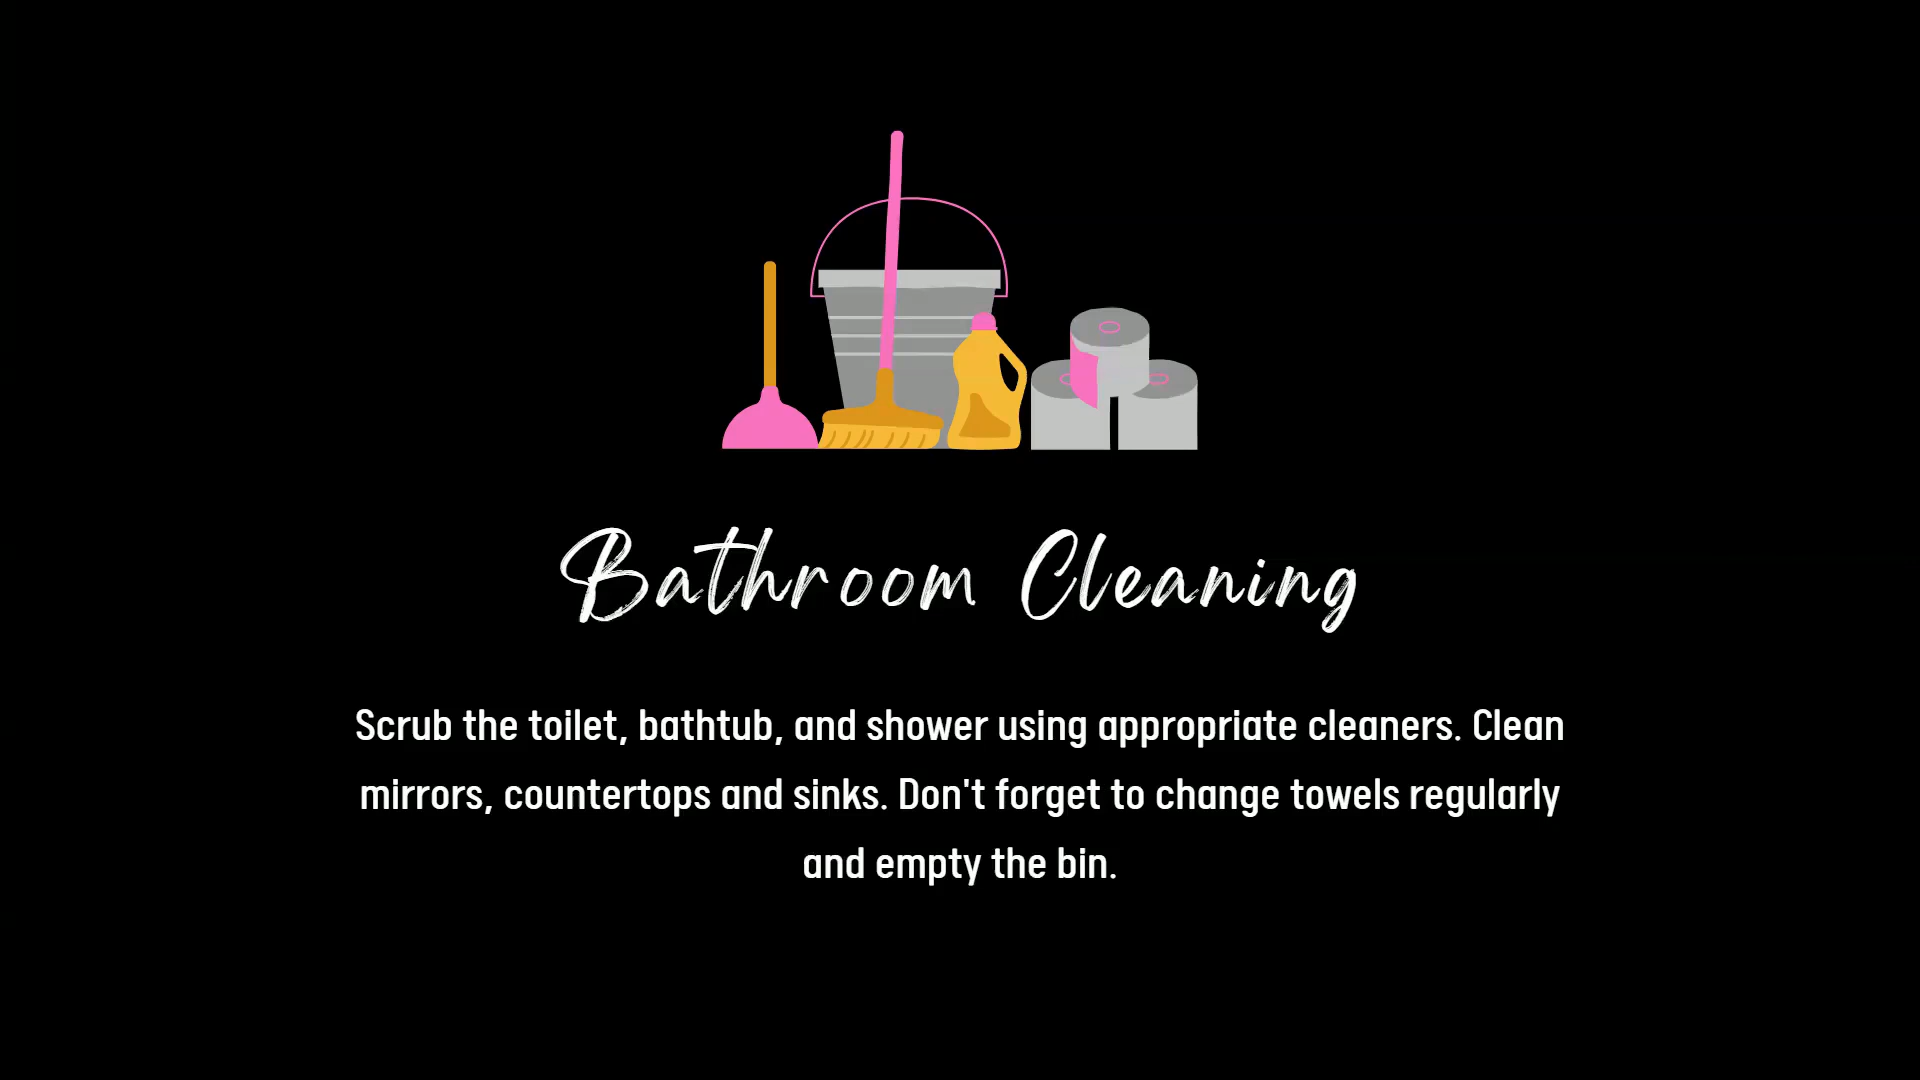 Bathroom Cleaning
Scrub the toilet, bathtub, and shower using appropriate cleaners. Clean
mirrors, countertops and sinks. Don't forget to change towels regularly
and empty the bin.